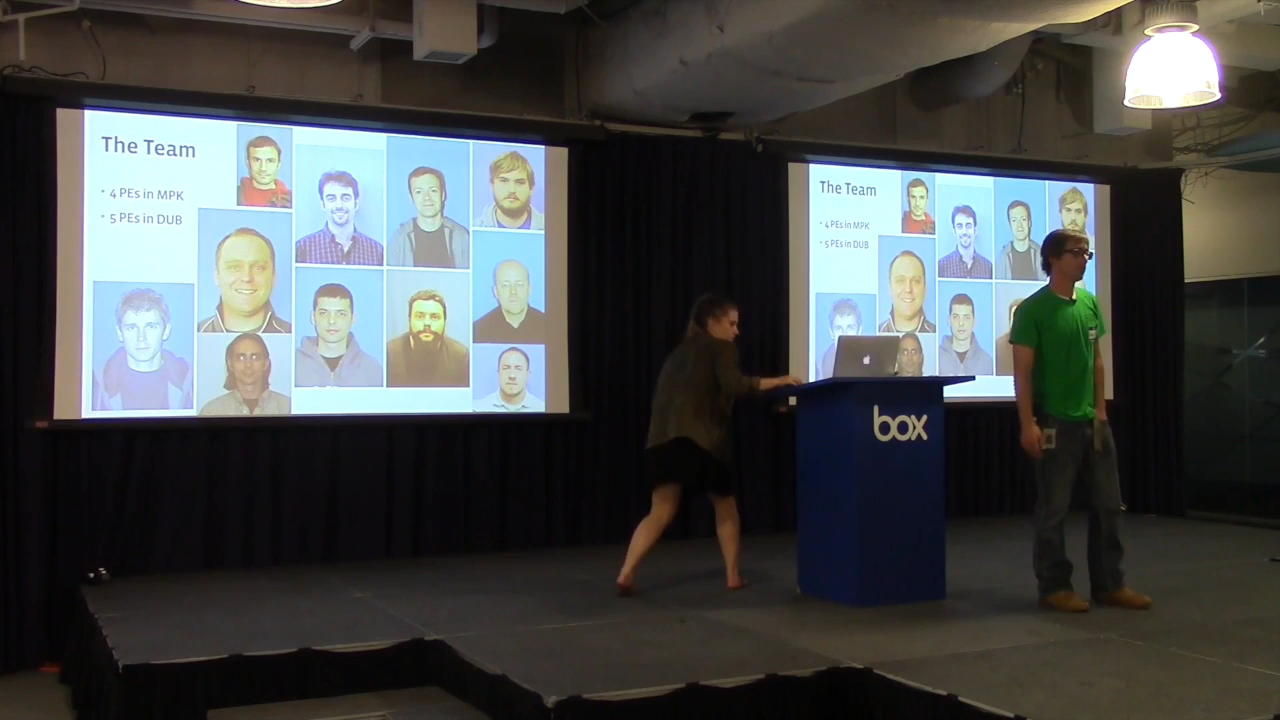 The Team
• 4 PEs in MPK
• 5 PEs in DUB
The Team
• 4 PEs in MPK
• 5 PEs in DUB
box